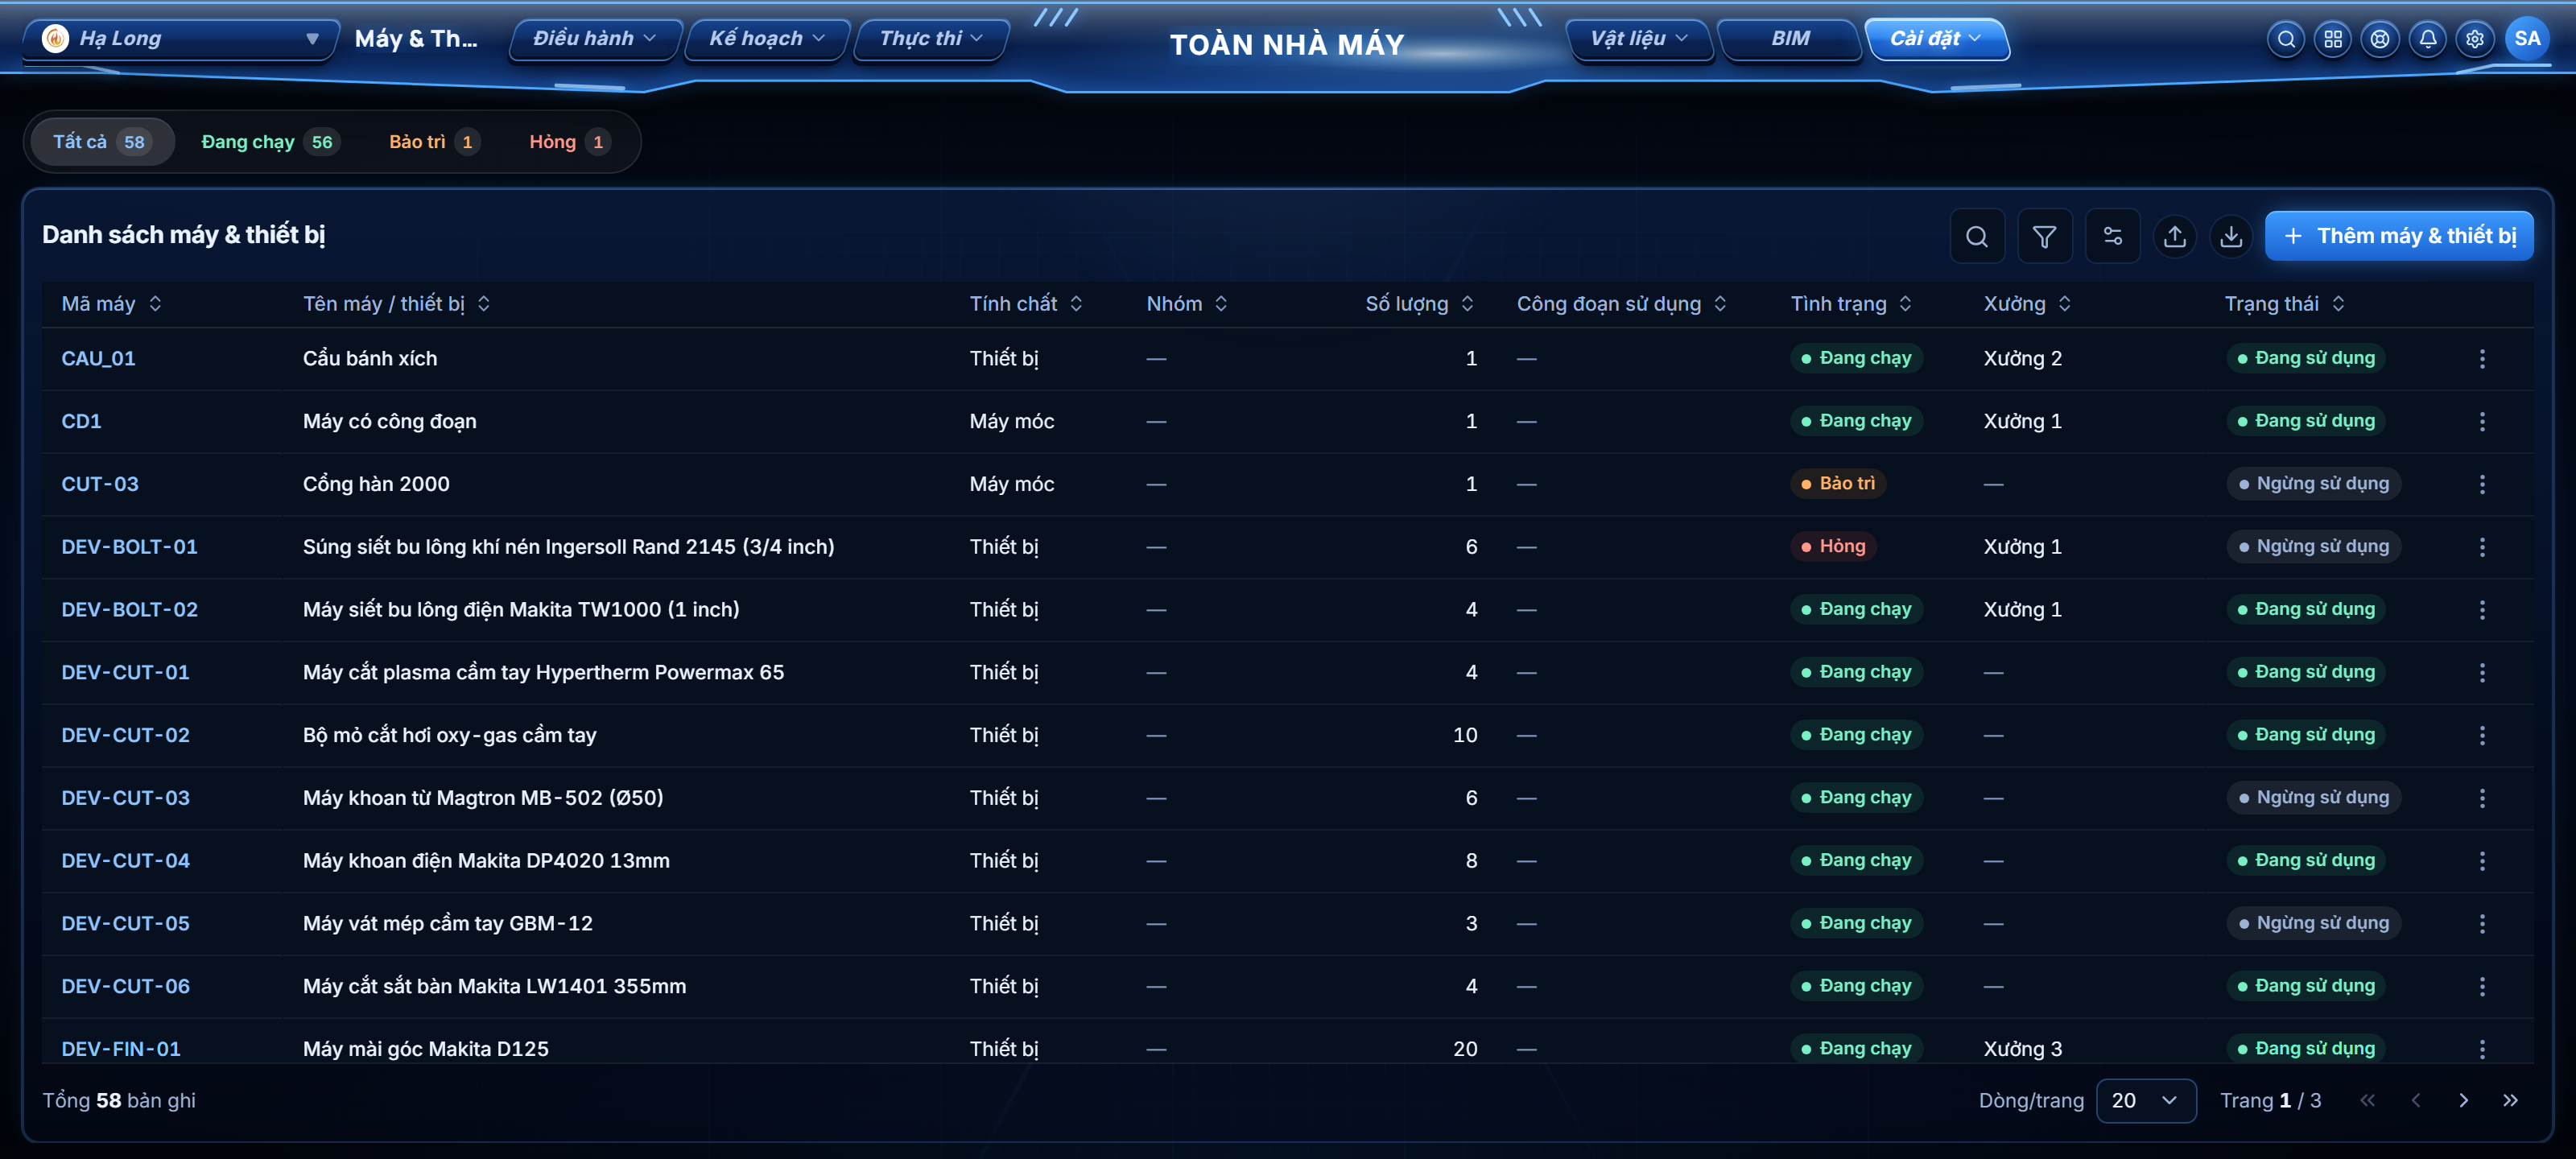 Hạ Long Máy & Th... Điều hành Kế hoạch Thực thi TOÀN NHÀ MÁY Vật liệu BIM Cài đặt SA
Tất cả 58 Đang chạy 56 Bảo trì 1 Hỏng 1
Danh sách máy & thiết bị Thêm máy & thiết bị
Mã máy Tên máy / thiết bị Tính chất Nhóm Số lượng Công đoạn sử dụng Tình trạng Xưởng Trạng thái
CAU_01 Cẩu bánh xích Thiết bị — 1 — Đang chạy Xưởng 2 Đang sử dụng
CD1 Máy có công đoạn Máy móc — 1 — Đang chạy Xưởng 1 Đang sử dụng
CUT-03 Cổng hàn 2000 Máy móc — 1 — Bảo trì — Ngừng sử dụng
DEV-BOLT-01 Súng siết bu lông khí nén Ingersoll Rand 2145 (3/4 inch) Thiết bị — 6 — Hỏng Xưởng 1 Ngừng sử dụng
DEV-BOLT-02 Máy siết bu lông điện Makita TW1000 (1 inch) Thiết bị — 4 — Đang chạy Xưởng 1 Đang sử dụng
DEV-CUT-01 Máy cắt plasma cầm tay Hypertherm Powermax 65 Thiết bị — 4 — Đang chạy — Đang sử dụng
DEV-CUT-02 Bộ mỏ cắt hơi oxy-gas cầm tay Thiết bị — 10 — Đang chạy — Đang sử dụng
DEV-CUT-03 Máy khoan từ Magtron MB-502 (Ø50) Thiết bị — 6 — Đang chạy — Ngừng sử dụng
DEV-CUT-04 Máy khoan điện Makita DP4020 13mm Thiết bị — 8 — Đang chạy — Đang sử dụng
DEV-CUT-05 Máy vát mép cầm tay GBM-12 Thiết bị — 3 — Đang chạy — Ngừng sử dụng
DEV-CUT-06 Máy cắt sắt bàn Makita LW1401 355mm Thiết bị — 4 — Đang chạy — Đang sử dụng
DEV-FIN-01 Máy mài góc Makita D125 Thiết bị — 20 — Đang chạy Xưởng 3 Đang sử dụng
Tổng 58 bản ghi Dòng/trang 20 Trang 1 / 3